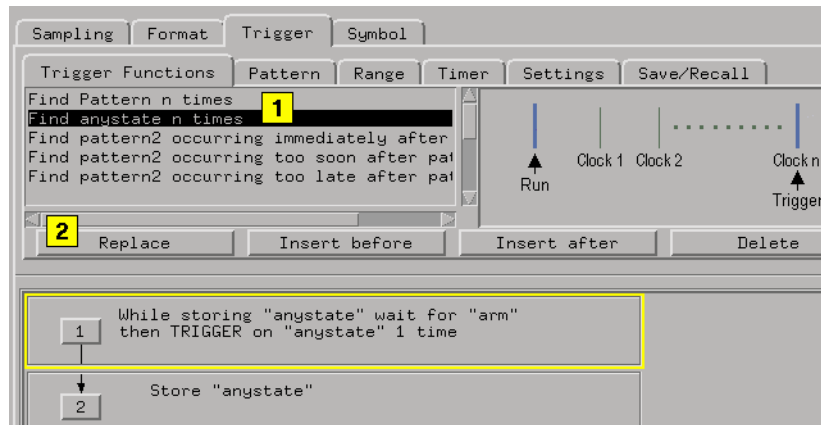 Sampling Format Trigger Symbol
Trigger Functions Pattern Range Timer Settings Save/Recall
Find Pattern n times
1
Find anystate n times
Find pattern2 occurring immediately after
Find pattern2 occurring too soon after pat
Find pattern2 occurring too late after pat
Clock 1 Clock 2 Clock n
Run
Trigger
2
Replace Insert before Insert after Delete
While storing "anystate" wait for "arm"
1 then TRIGGER on "anystate" 1 time
Store "anystate"
2